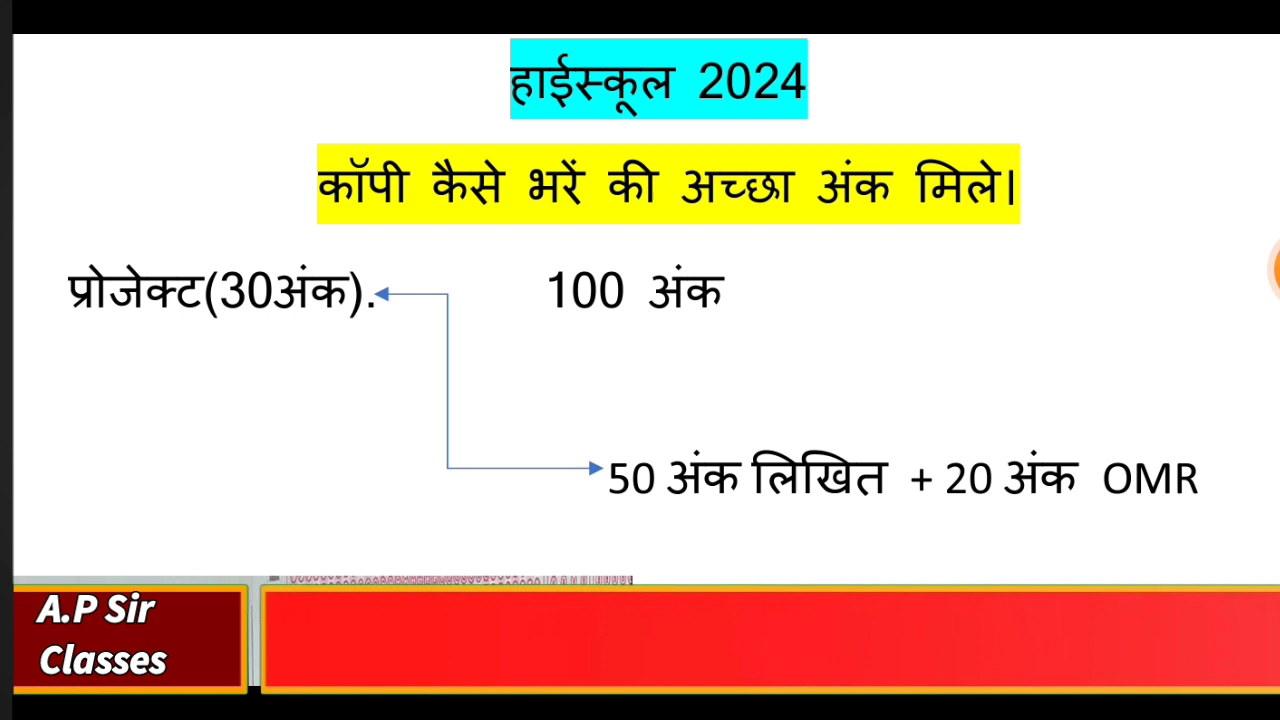 हाईस्कूल 2024
कॉपी कैसे भरें की अच्छा अंक मिले।
प्रोजेक्ट(30अंक). 100 अंक
50 अंक लिखित + 20 अंक OMR
A.P Sir
Classes